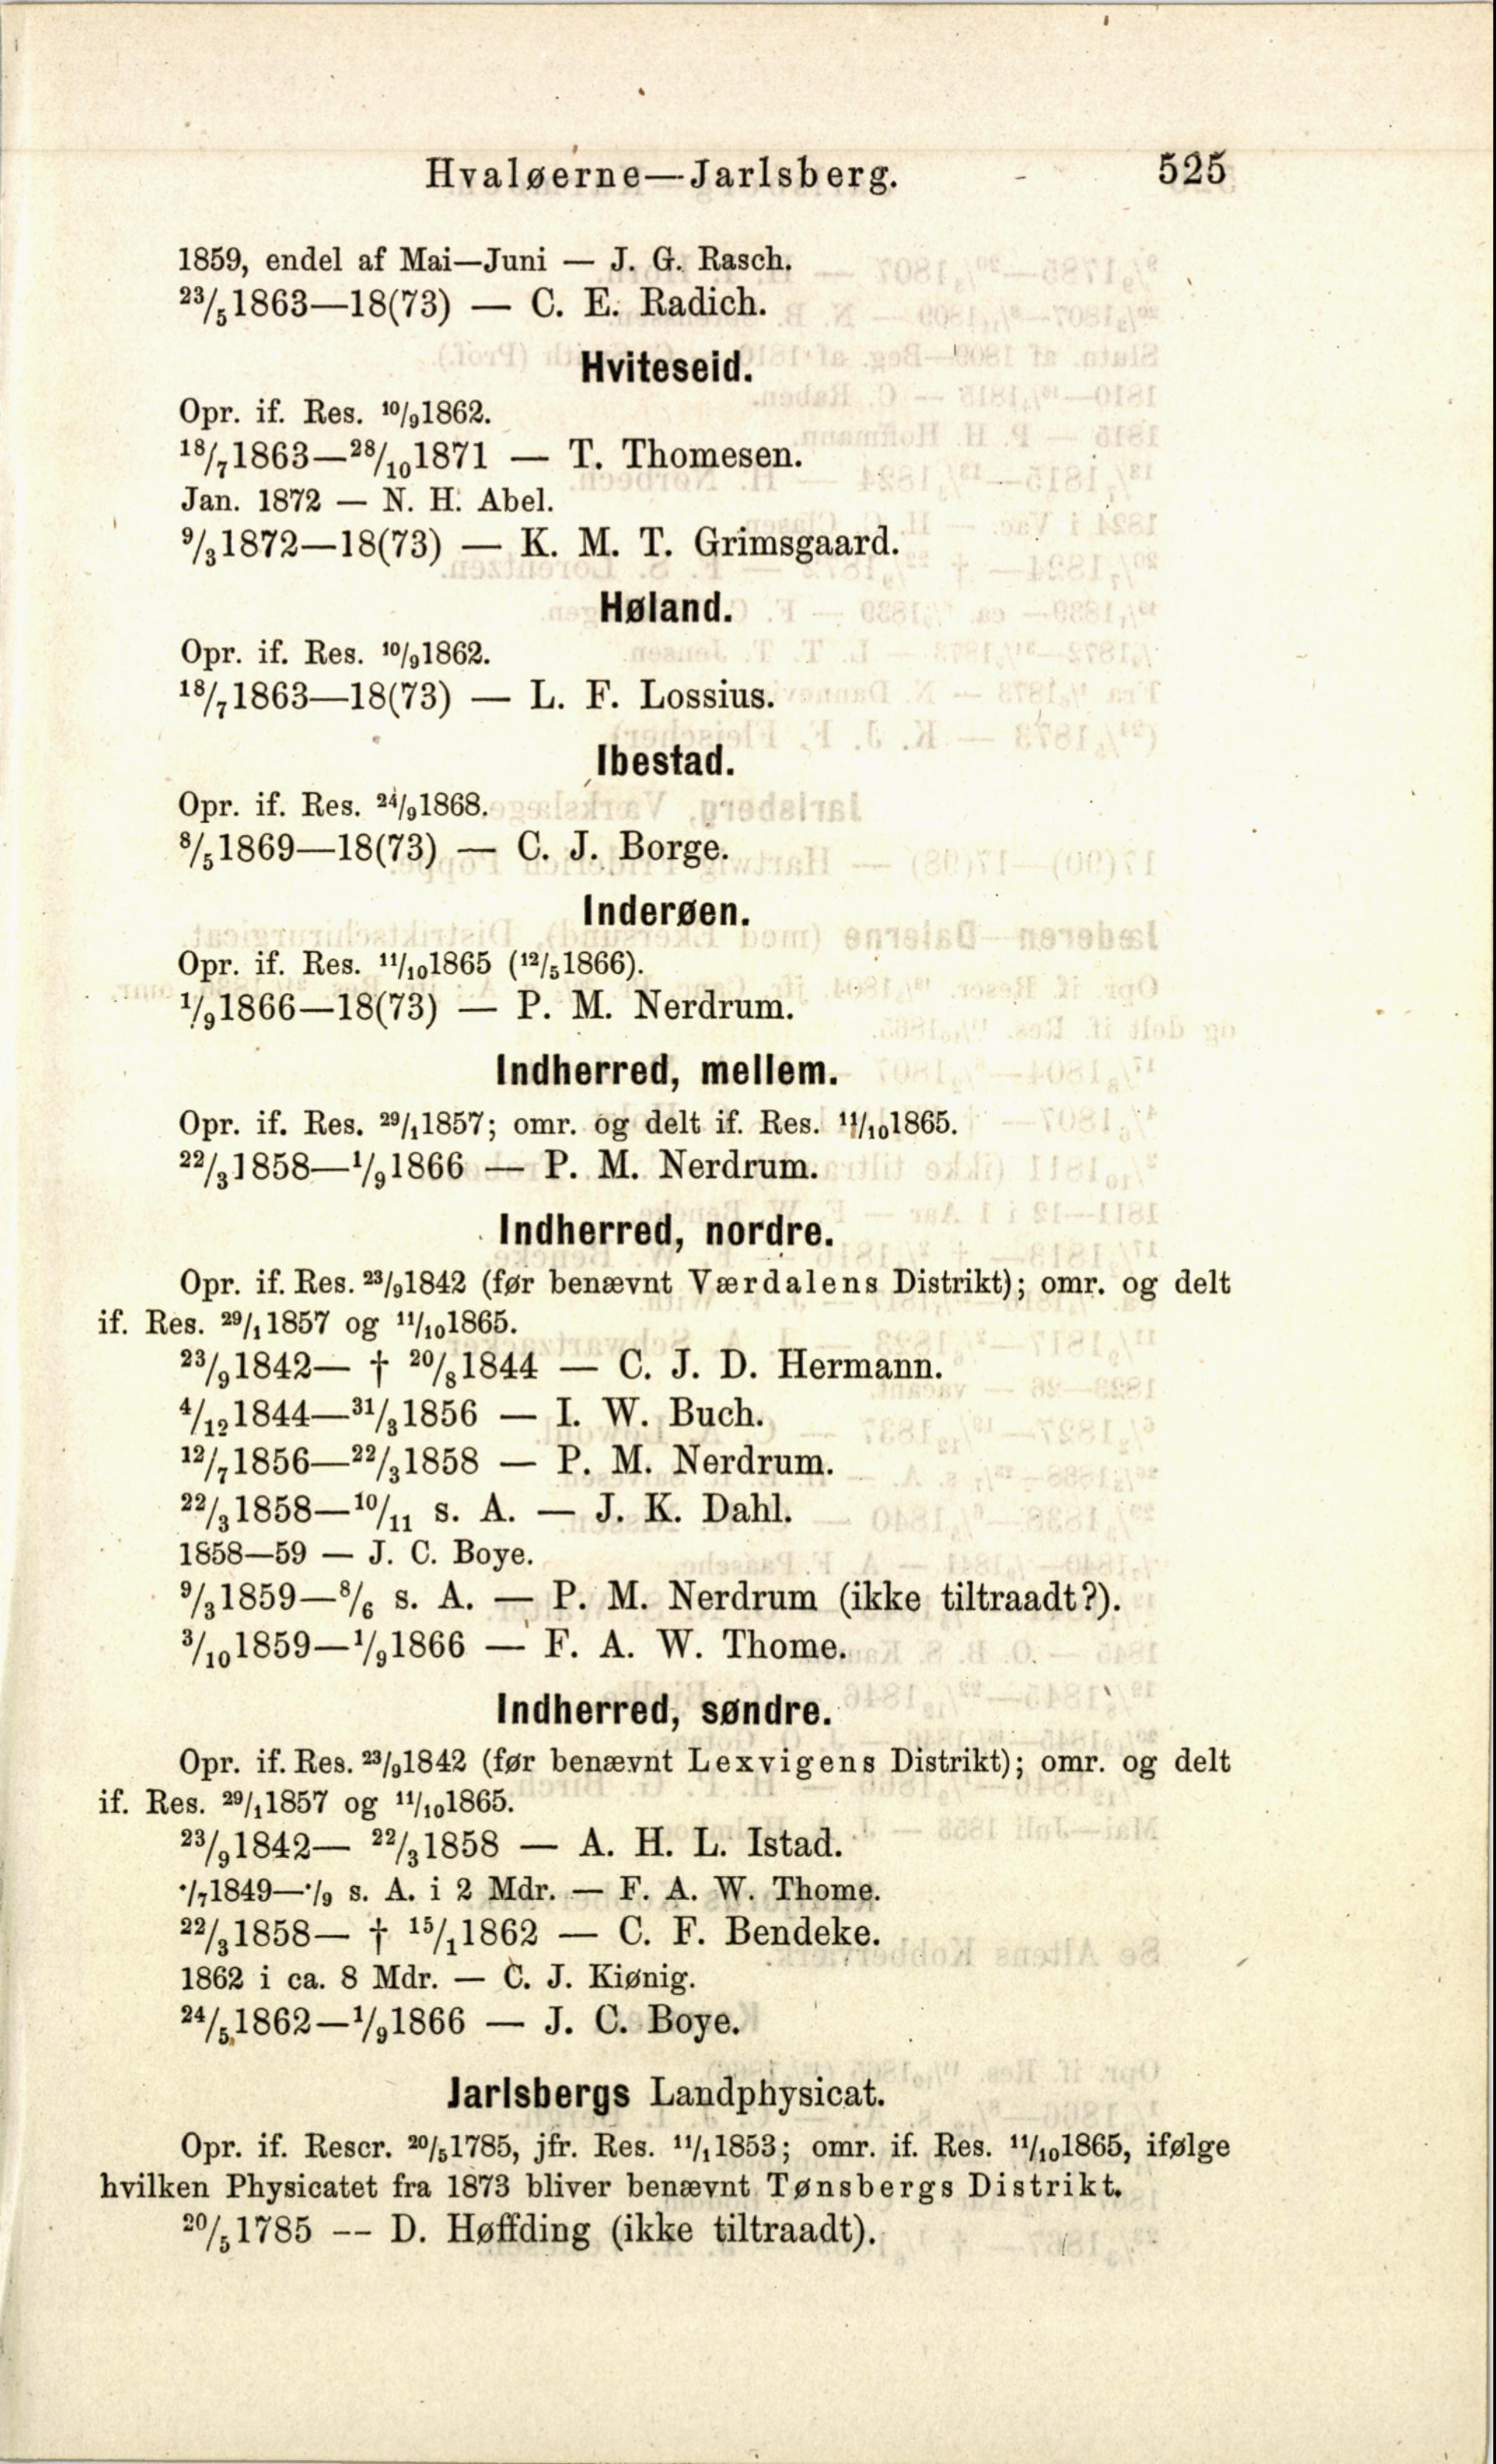 Hvaløerne—Jarlsberg. 525
1859, endel af Mai—Juni — J. G. Rasch.
23/5 1863—18(73) — C. E. Radich.
Hviteseid.
Opr. if. Res. 10/9 1862.
18/7 1863—28/10 1871 — T. Thomesen.
Jan. 1872 — N. H. Abel.
9/3 1872—18(73) — K. M. T. Grimsgaard.
Høland.
Opr. if. Res. 10/9 1862.
18/7 1863—18(73) — L. F. Lossius.
Ibestad.
Opr. if. Res. 24/9 1868.
8/5 1869—18(73) — C. J. Borge.
Inderøen.
Opr. if. Res. 11/10 1865 (12/5 1866).
1/9 1866—18(73) — P. M. Nerdrum.
Indherred, mellem.
Opr. if. Res. 29/1 1857; omr. og delt if. Res. 11/10 1865.
22/3 1858—1/9 1866 — P. M. Nerdrum.
Indherred, nordre.
Opr. if. Res. 23/9 1842 (før benævnt Værdalens Distrikt); omr. og delt
if. Res. 29/1 1857 og 11/10 1865.
23/9 1842— † 20/8 1844 — C. J. D. Hermann.
4/12 1844—31/3 1856 — I. W. Buch.
12/7 1856—22/3 1858 — P. M. Nerdrum.
22/3 1858—10/11 s. A. — J. K. Dahl.
1858—59 — J. C. Boye.
9/3 1859—8/6 s. A. — P. M. Nerdrum (ikke tiltraadt?).
3/10 1859—1/9 1866 — F. A. W. Thome.
Indherred, søndre.
Opr. if. Res. 23/9 1842 (før benævnt Lexvigens Distrikt); omr. og delt
if. Res. 29/1 1857 og 11/10 1865.
23/9 1842— 22/3 1858 — A. H. L. Istad.
·/7 1849—·/9 s. A. i 2 Mdr. — F. A. W. Thome.
22/3 1858— † 15/1 1862 — C. F. Bendeke.
1862 i ca. 8 Mdr. — C. J. Kiønig.
24/5 1862—1/9 1866 — J. C. Boye.
Jarlsbergs Landphysicat.
Opr. if. Rescr. 20/5 1785, jfr. Res. 11/1 1853; omr. if. Res. 11/10 1865, ifølge
hvilken Physicatet fra 1873 bliver benævnt Tønsbergs Distrikt.
20/5 1785 -- D. Høffding (ikke tiltraadt).